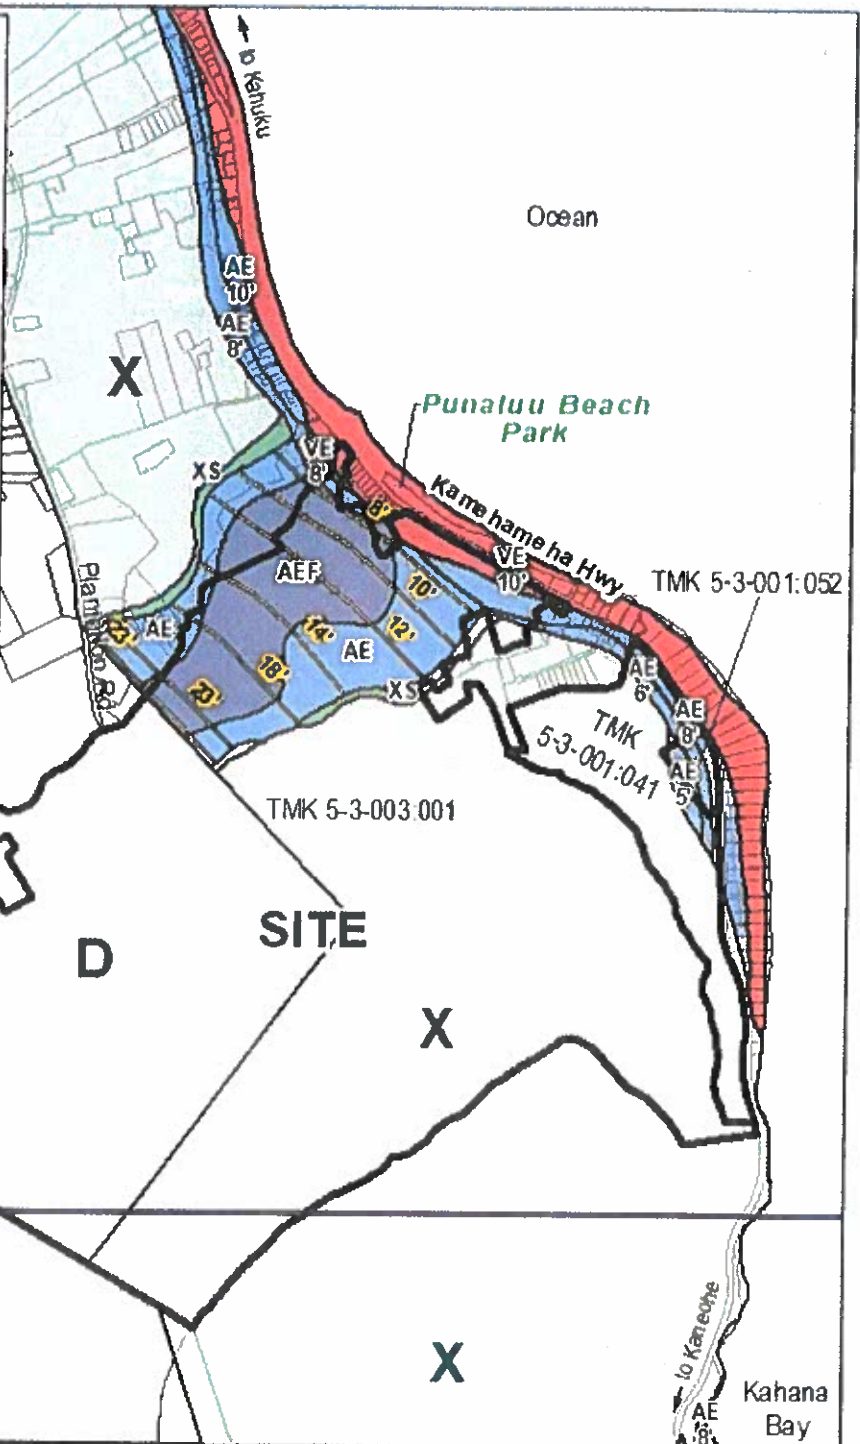 to Kahuku
Ocean
AE
10'
AE
8'
X
Punaluu Beach
Park
XS
VE
8'
8'
Kamehameha Hwy
VE
10'
TMK 5-3-001:052
AEF
10'
12'
14'
AE
18'
23'
23'
AE
XS
Plantation Rd
AE
6'
AE
8'
AE
5'
TMK
5-3-001:041
TMK 5-3-003:001
SITE
D
X
X
to Kaneohe
Kahana
Bay
AE
8'